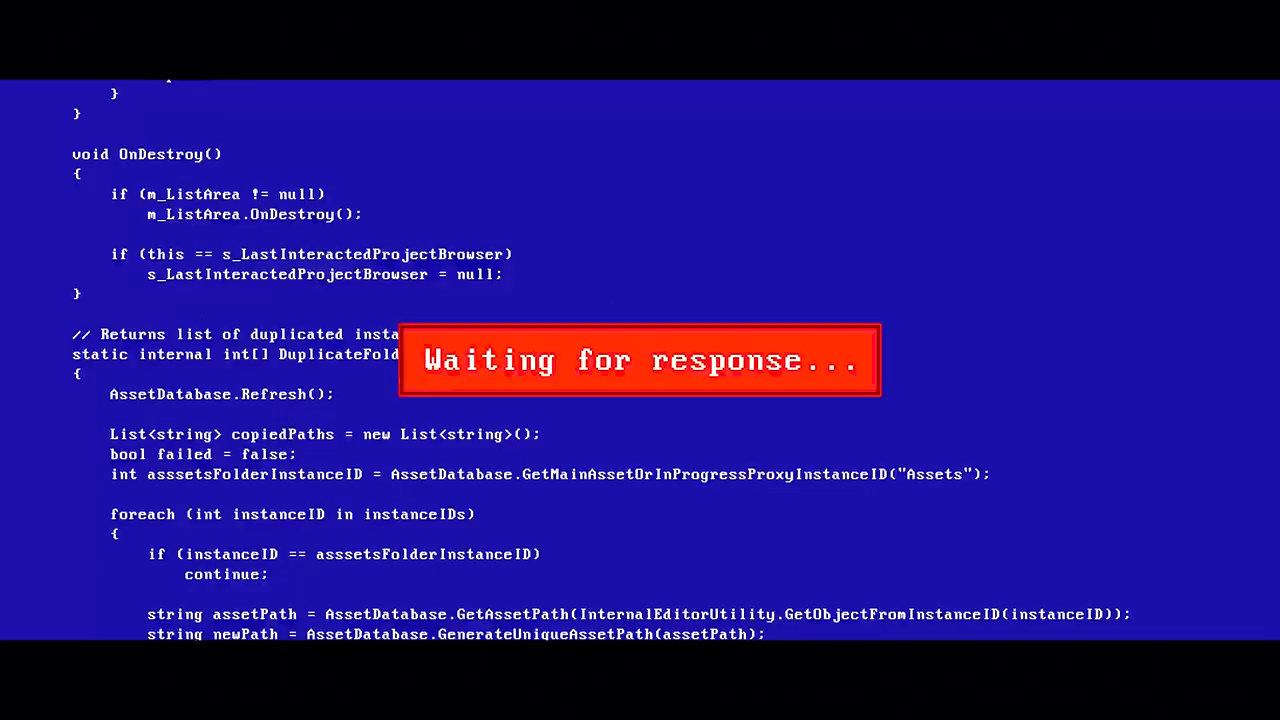 }
}
void OnDestroy()
{
if (m_ListArea != null)
m_ListArea.OnDestroy();
if (this == s_LastInteractedProjectBrowser)
s_LastInteractedProjectBrowser = null;
}
// Returns list of duplicated insta
static internal int[] DuplicateFold
Waiting for response...
{
AssetDatabase.Refresh();
List<string> copiedPaths = new List<string>();
bool failed = false;
int asssetsFolderInstanceID = AssetDatabase.GetMainAssetOrInProgressProxyInstanceID("Assets");
foreach (int instanceID in instanceIDs)
{
if (instanceID == asssetsFolderInstanceID)
continue;
string assetPath = AssetDatabase.GetAssetPath(InternalEditorUtility.GetObjectFromInstanceID(instanceID));
string newPath = AssetDatabase.GenerateUniqueAssetPath(assetPath);